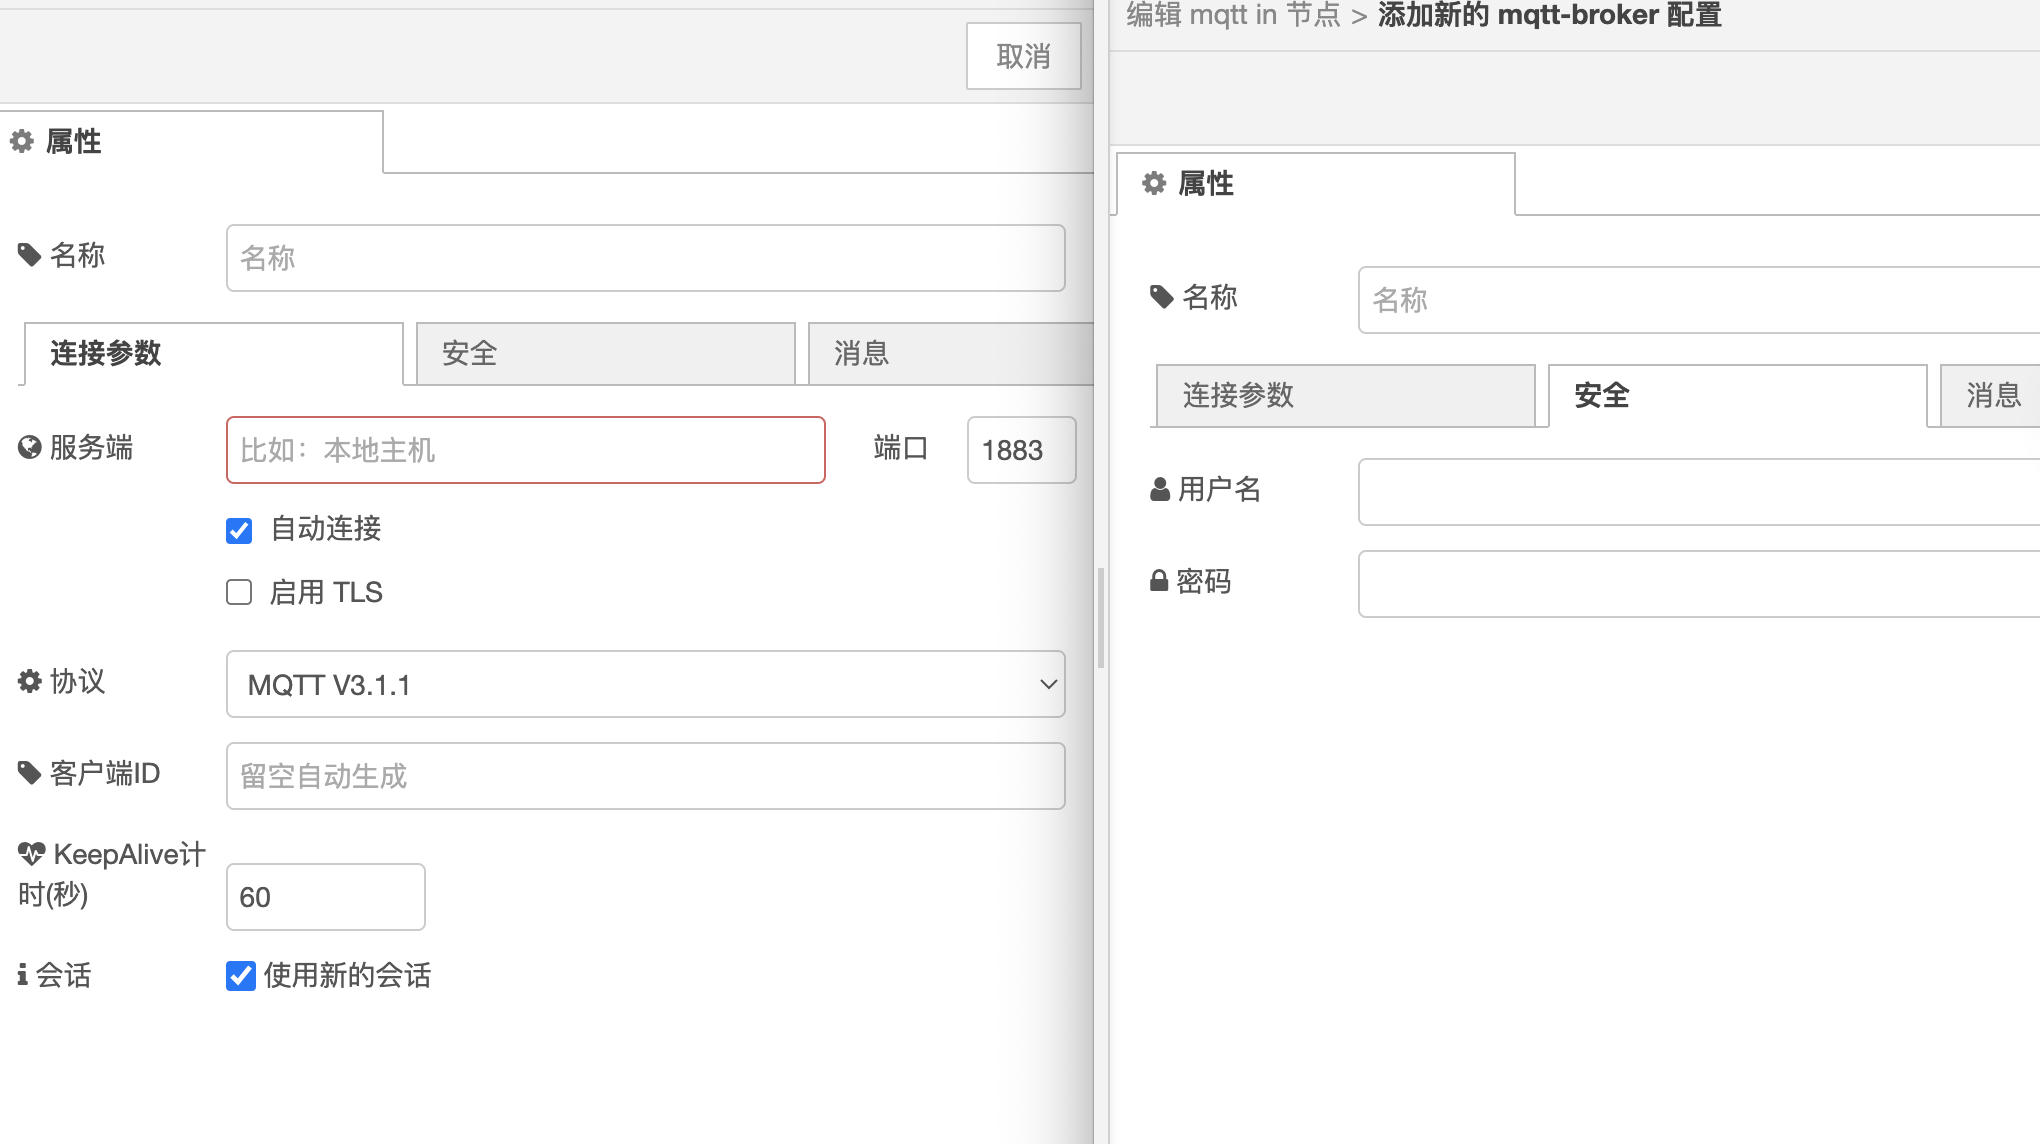 取消
属性
名称
名称
连接参数
安全
消息
服务端
比如：本地主机
端口
1883
自动连接
启用 TLS
协议
MQTT V3.1.1
客户端ID
留空自动生成
KeepAlive计
时(秒)
60
会话
使用新的会话
编辑 mqtt in 节点 > 添加新的 mqtt-broker 配置
属性
名称
名称
连接参数
安全
消息
用户名
密码